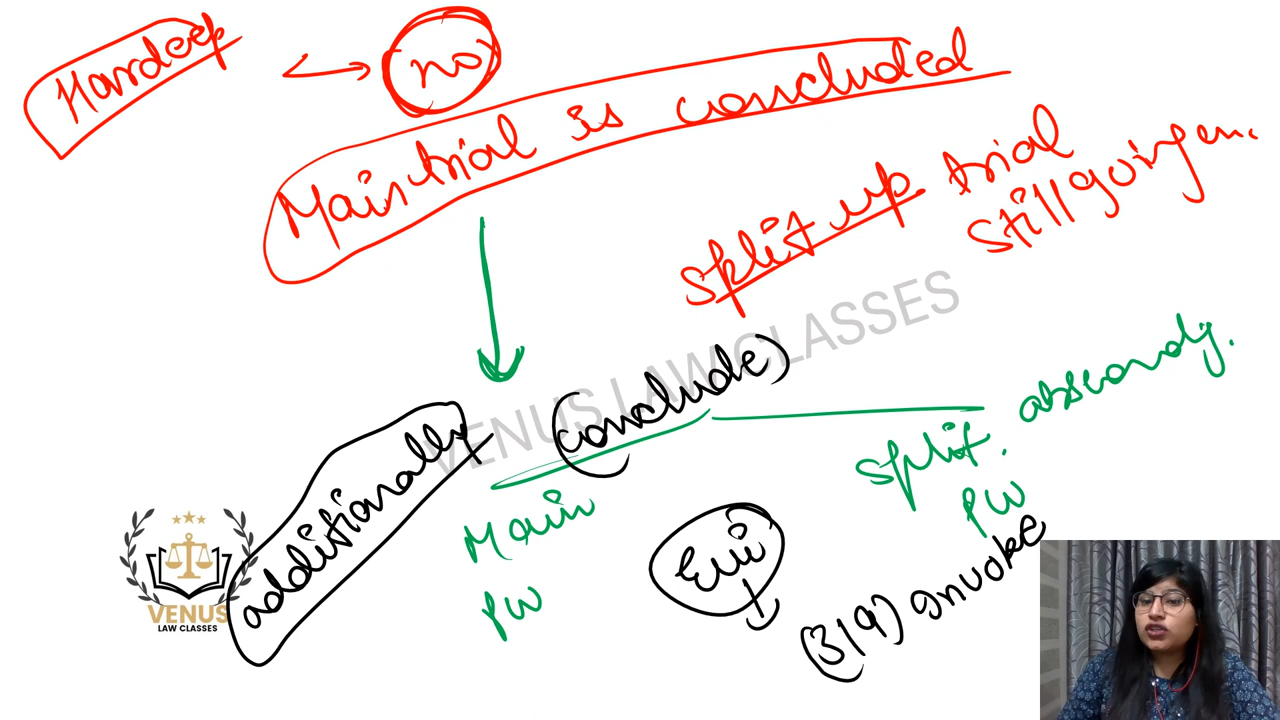 Hardeep
no
Main trial is concluded
split up trial
still going on.
VENUS LAW CLASSES
(conclude)
additionally
split. absconding.
Main
PW
PW
Evi
(319) invoke
VENUS
LAW CLASSES